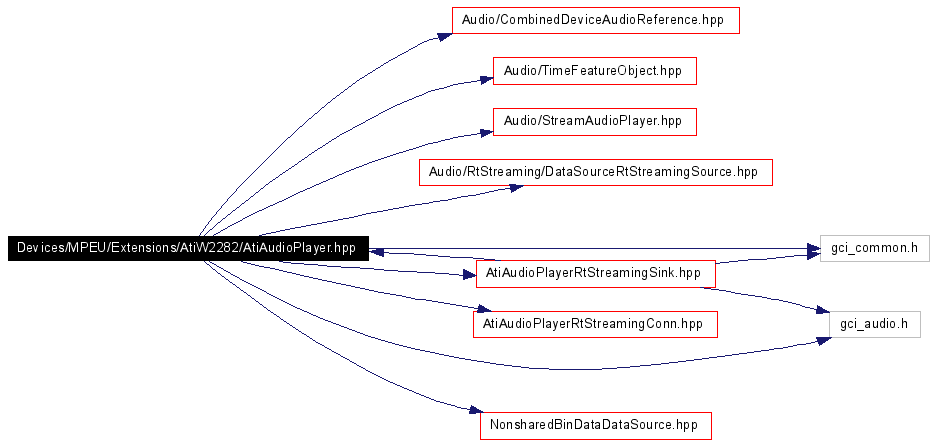 Audio/CombinedDeviceAudioReference.hpp
Audio/TimeFeatureObject.hpp
Audio/StreamAudioPlayer.hpp
Audio/RtStreaming/DataSourceRtStreamingSource.hpp
Devices/MPEU/Extensions/AtiW2282/AtiAudioPlayer.hpp
gci_common.h
AtiAudioPlayerRtStreamingSink.hpp
AtiAudioPlayerRtStreamingConn.hpp
gci_audio.h
NonsharedBinDataDataSource.hpp